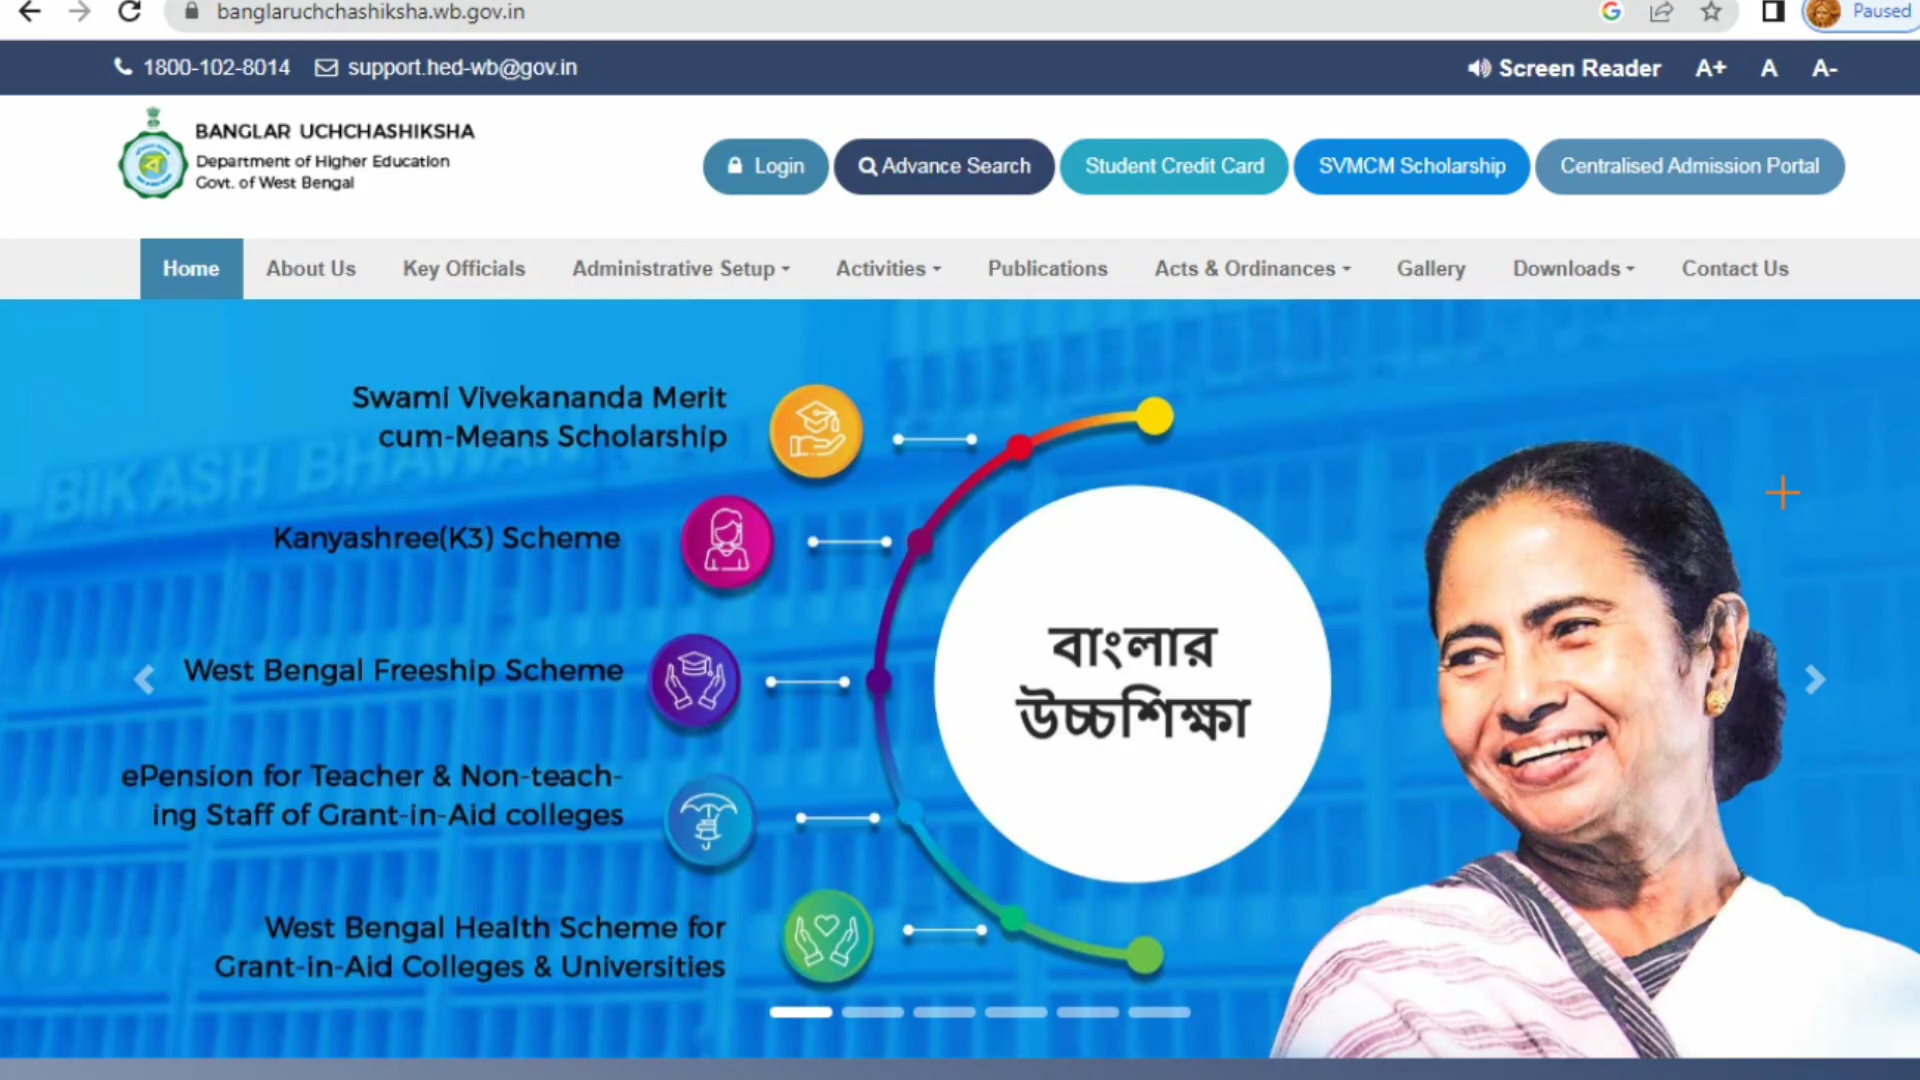 banglaruchchashiksha.wb.gov.in
Paused
1800-102-8014 support.hed-wb@gov.in
Screen Reader A+ A A-
BANGLAR UCHCHASHIKSHA
Department of Higher Education
Govt. of West Bengal
Login Advance Search Student Credit Card SVMCM Scholarship Centralised Admission Portal
Home About Us Key Officials Administrative Setup Activities Publications Acts & Ordinances Gallery Downloads Contact Us
Swami Vivekananda Merit
cum-Means Scholarship
BIKASH BHAWAN
Kanyashree(K3) Scheme
West Bengal Freeship Scheme
বাংলার
উচ্চশিক্ষা
ePension for Teacher & Non-teach-
ing Staff of Grant-in-Aid colleges
West Bengal Health Scheme for
Grant-in-Aid Colleges & Universities